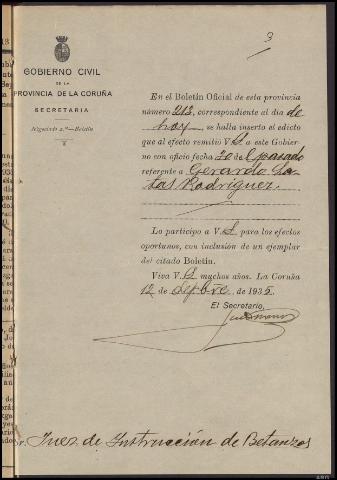 3
GOBIERNO CIVIL
DE LA
PROVINCIA DE LA CORUÑA
SECRETARIA
Negociado 2.º—Boletín
En el Boletín Oficial de esta provincia
número 213, correspondiente al día de
hoy se halla inserto el edicto
que al efecto remitió V.S. a este Gobier
no con oficio fecha 30 del pasado
referente a Gerardo
Rodríguez
Lo participo a V.S. para los efectos
oportunos, con inclusión de un ejemplar
del citado Boletín.
Viva V.S. muchos años. La Coruña
12 de Sepbre de 1935
El Secretario,
Sr. Juez de Instrucción de Betanzos